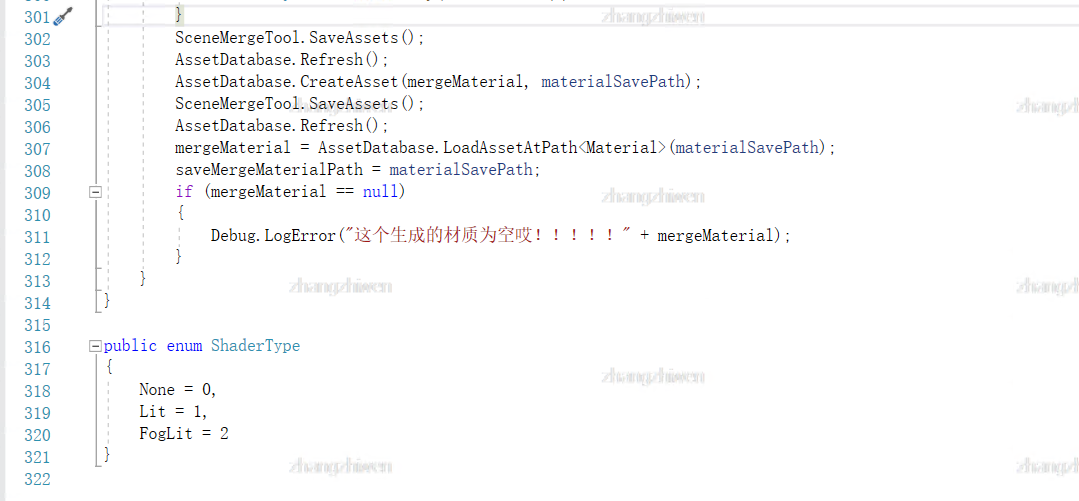 301 }
302 SceneMergeTool.SaveAssets();
303 AssetDatabase.Refresh();
304 AssetDatabase.CreateAsset(mergeMaterial, materialSavePath);
305 SceneMergeTool.SaveAssets();
306 AssetDatabase.Refresh();
307 mergeMaterial = AssetDatabase.LoadAssetAtPath<Material>(materialSavePath);
308 saveMergeMaterialPath = materialSavePath;
309 if (mergeMaterial == null)
310 {
311 Debug.LogError("这个生成的材质为空哎！！！！！" + mergeMaterial);
312 }
313 }
314 }
315
316 public enum ShaderType
317 {
318 None = 0,
319 Lit = 1,
320 FogLit = 2
321 }
322